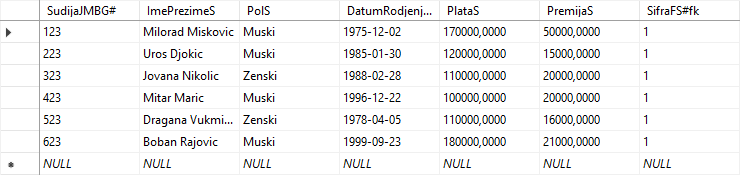 SudijaJMBG# ImePrezimeS PolS DatumRodjenj... PlataS PremijaS SifraFS#fk
123 Milorad Miskovic Muski 1975-12-02 170000,0000 50000,0000 1
223 Uros Djokic Muski 1985-01-30 120000,0000 15000,0000 1
323 Jovana Nikolic Zenski 1988-02-28 110000,0000 20000,0000 1
423 Mitar Maric Muski 1996-12-22 100000,0000 20000,0000 1
523 Dragana Vukmi... Zenski 1978-04-05 110000,0000 16000,0000 1
623 Boban Rajovic Muski 1999-09-23 180000,0000 21000,0000 1
NULL NULL NULL NULL NULL NULL NULL